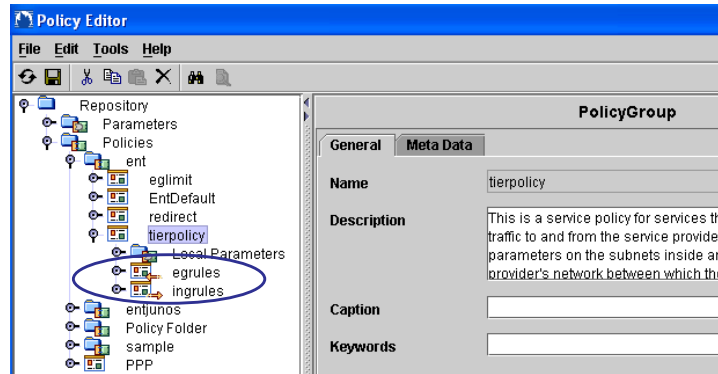 Policy Editor
File Edit Tools Help
Repository
Parameters
Policies
ent
eglimit
EntDefault
redirect
tierpolicy
Local Parameters
egrules
ingrules
entjunos
Policy Folder
sample
PPP
PolicyGroup
General Meta Data
Name tierpolicy
Description This is a service policy for services th
traffic to and from the service provide
parameters on the subnets inside ar
provider's network between which the
Caption
Keywords